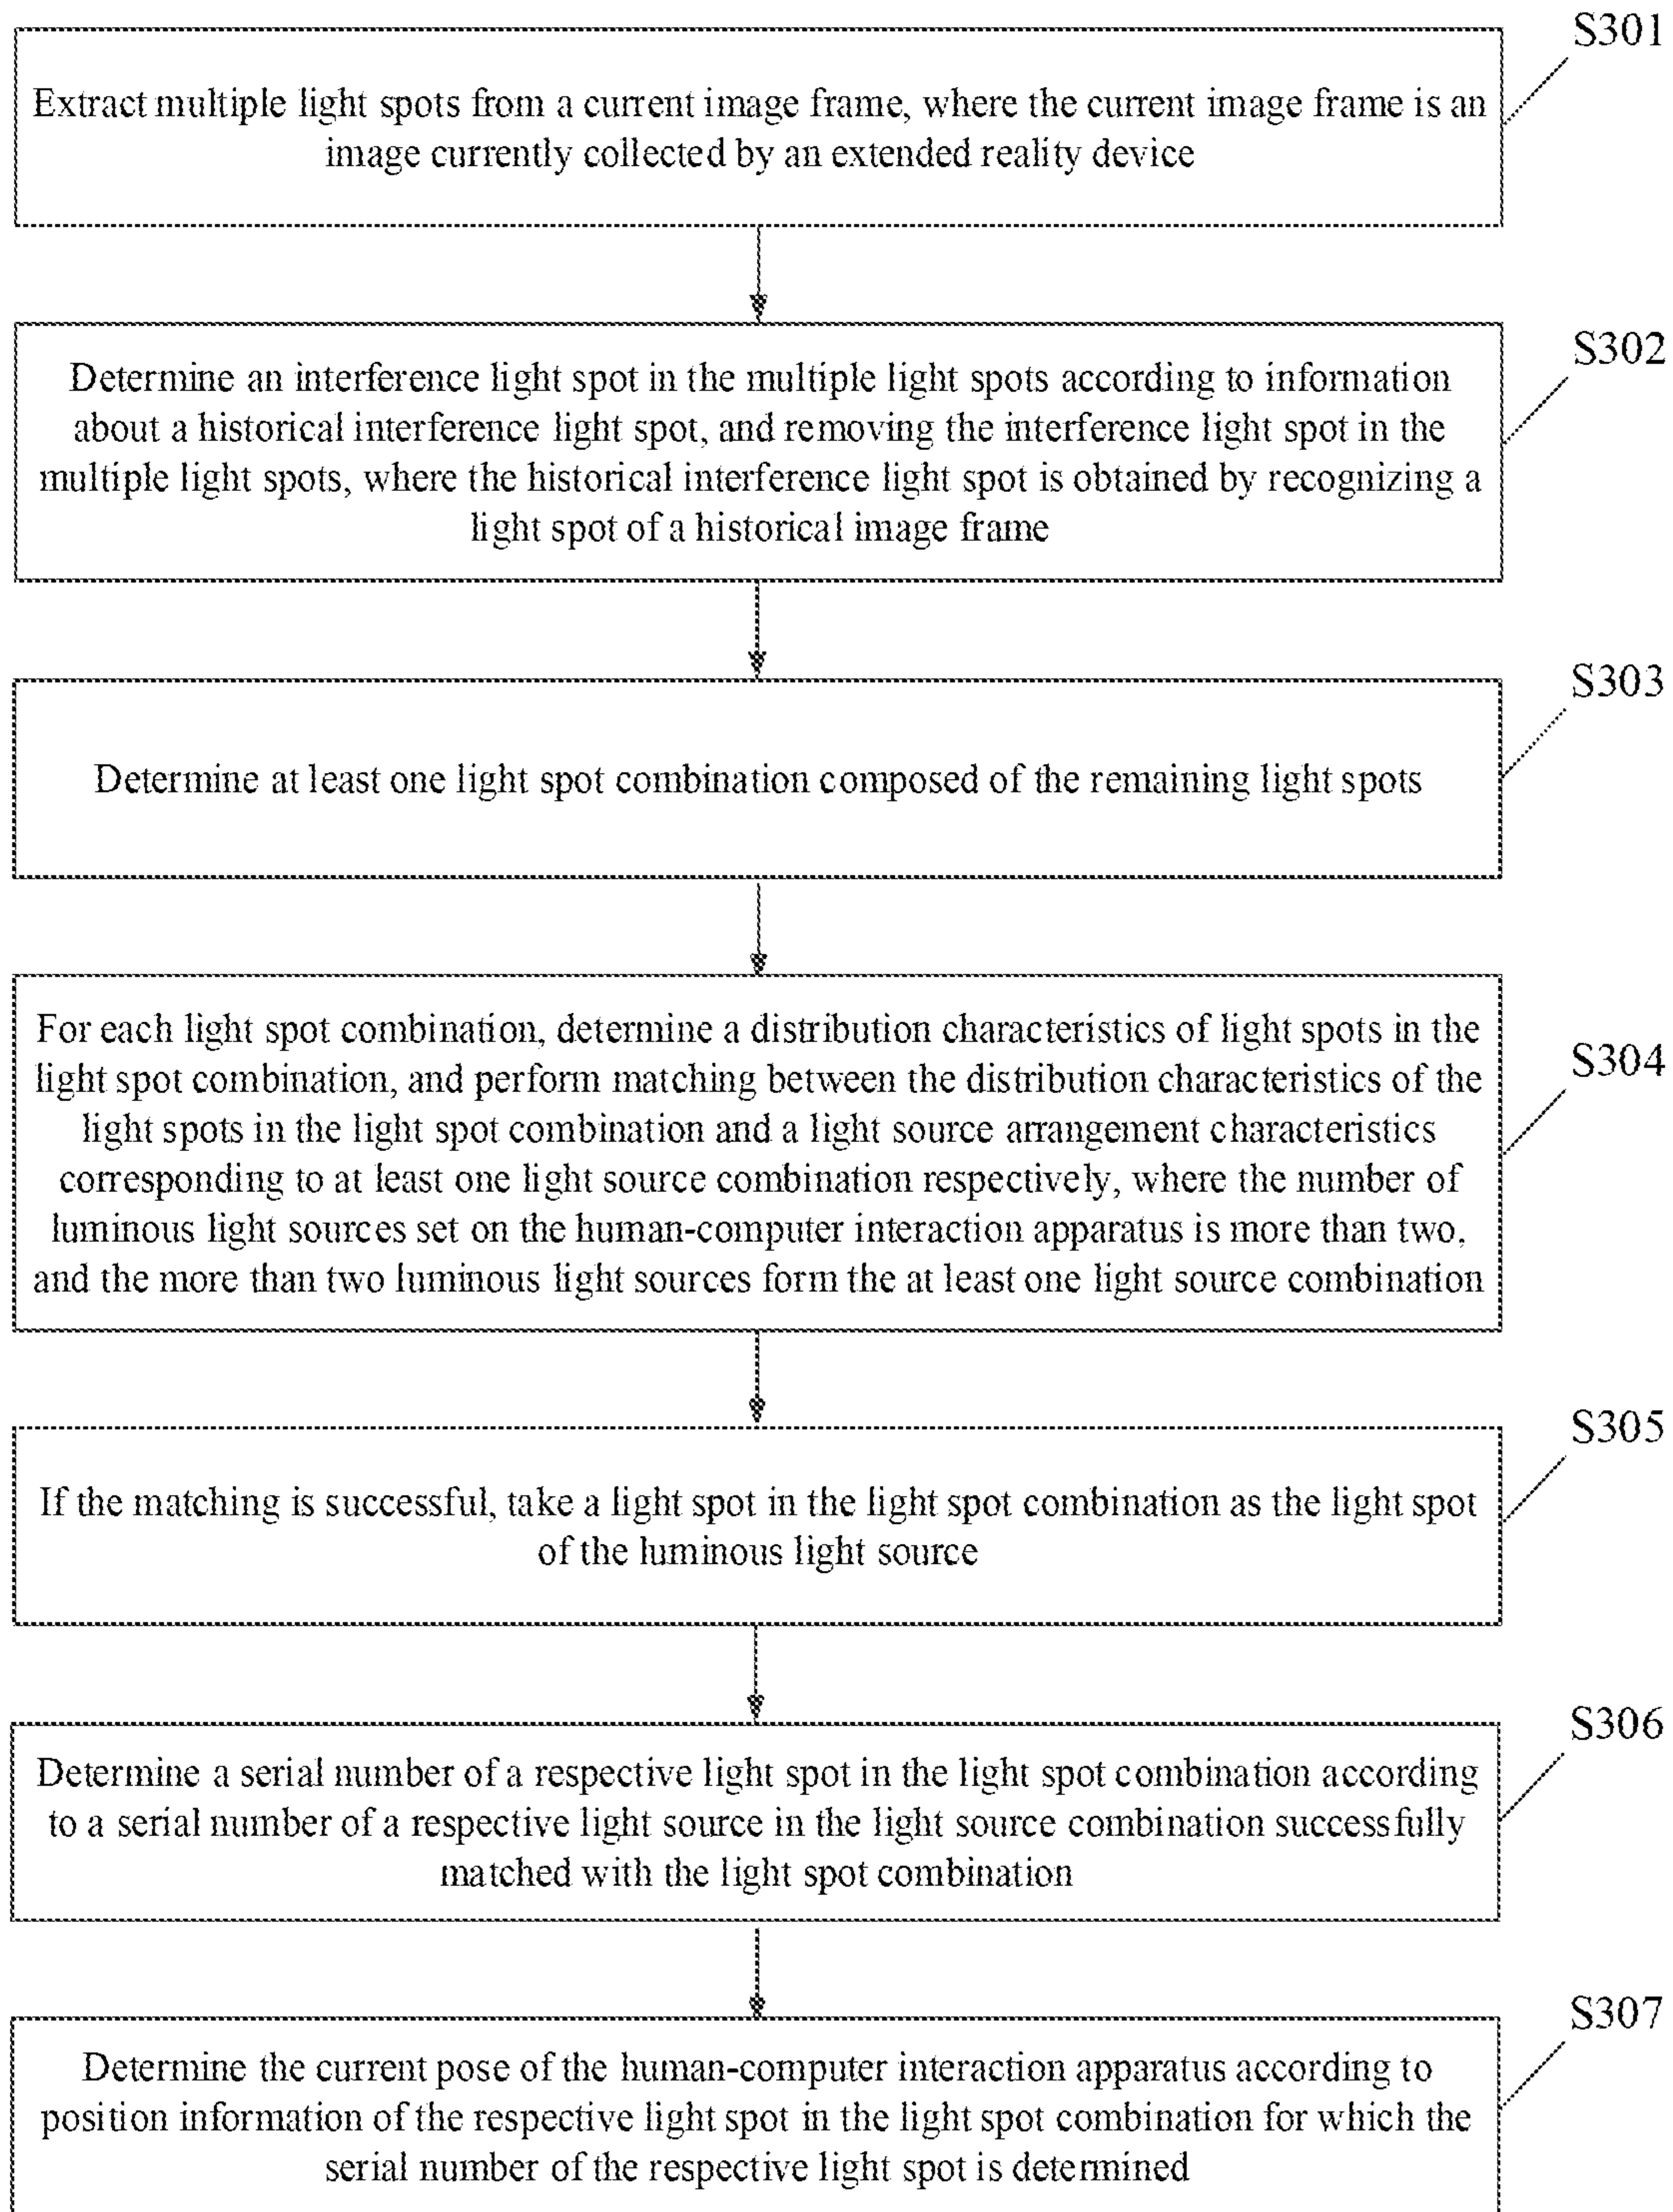 S301
Extract multiple light spots from a current image frame, where the current image frame is an
image currently collected by an extended reality device
S302
Determine an interference light spot in the multiple light spots according to information
about a historical interference light spot, and removing the interference light spot in the
multiple light spots, where the historical interference light spot is obtained by recognizing a
light spot of a historical image frame
S303
Determine at least one light spot combination composed of the remaining light spots
S304
For each light spot combination, determine a distribution characteristics of light spots in the
light spot combination, and perform matching between the distribution characteristics of the
light spots in the light spot combination and a light source arrangement characteristics
corresponding to at least one light source combination respectively, where the number of
luminous light sources set on the human-computer interaction apparatus is more than two,
and the more than two luminous light sources form the at least one light source combination
S305
If the matching is successful, take a light spot in the light spot combination as the light spot
of the luminous light source
S306
Determine a serial number of a respective light spot in the light spot combination according
to a serial number of a respective light source in the light source combination successfully
matched with the light spot combination
S307
Determine the current pose of the human-computer interaction apparatus according to
position information of the respective light spot in the light spot combination for which the
serial number of the respective light spot is determined